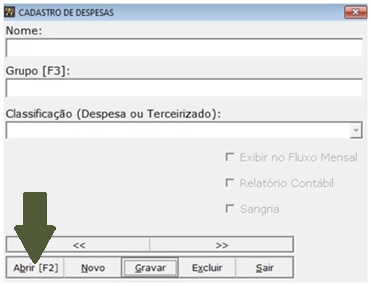 CADASTRO DE DESPESAS
Nome:
Grupo [F3]:
Classificação (Despesa ou Terceirizado):
Exibir no Fluxo Mensal
Relatório Contábil
Sangria
<< >>
Abrir [F2] Novo Gravar Excluir Sair